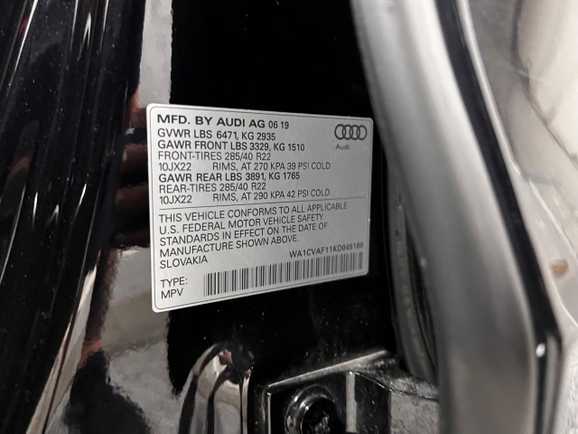 MFD. BY AUDI AG 06 19
GVWR LBS 6471, KG 2935
GAWR FRONT LBS 3329, KG 1510
FRONT-TIRES 285/40 R22
10JX22 RIMS, AT 270 KPA 39 PSI COLD
GAWR REAR LBS 3891, KG 1765
REAR-TIRES 285/40 R22
10JX22 RIMS, AT 290 KPA 42 PSI COLD
Audi
THIS VEHICLE CONFORMS TO ALL APPLICABLE
U.S. FEDERAL MOTOR VEHICLE SAFETY
STANDARDS IN EFFECT ON THE DATE OF
MANUFACTURE SHOWN ABOVE.
SLOVAKIA
TYPE:
MPV